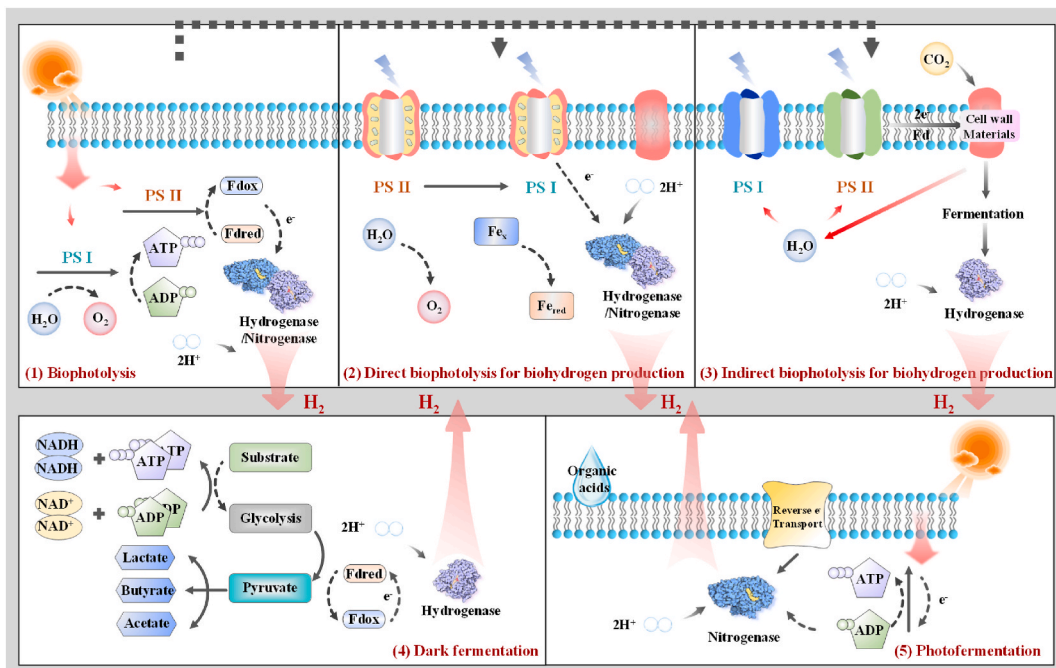 PS II
Fdox
e-
Fdred
PS I
ATP
ADP
H₂O
O₂
Hydrogenase
/Nitrogenase
2H⁺
(1) Biophotolysis
PS II
PS I
e-
2H⁺
H₂O
Feₓ
O₂
Fe_red
Hydrogenase
/Nitrogenase
(2) Direct biophotolysis for biohydrogen production
CO₂
2e-
Fd
Cell wall
Materials
PS I
PS II
H₂O
Fermentation
2H⁺
Hydrogenase
(3) Indirect biophotolysis for biohydrogen production
H₂
H₂
H₂
H₂
NADH
NADH
+
ATP
ATP
NAD⁺
NAD⁺
+
ADP
DP
Substrate
Glycolysis
Pyruvate
Lactate
Butyrate
Acetate
2H⁺
Fdred
e-
Fdox
Hydrogenase
(4) Dark fermentation
Organic
acids
Reverse e-
Transport
2H⁺
Nitrogenase
ATP
ADP
e-
(5) Photofermentation